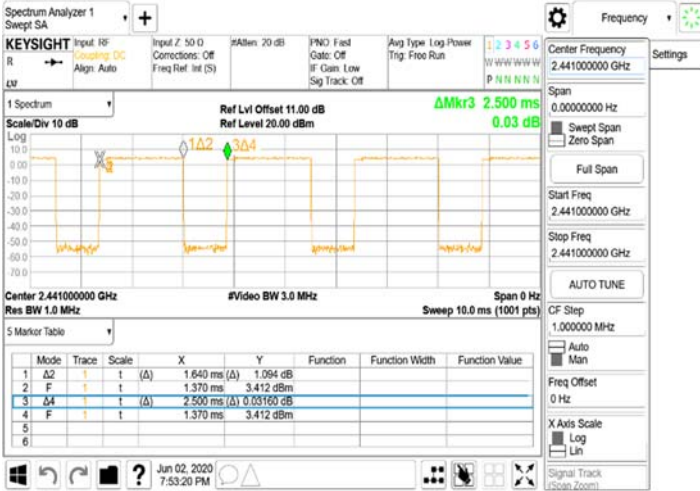 Spectrum Analyzer 1
Swept SA
+
Frequency
KEYSIGHT
R
LXI
Input: RF
Coupling: DC
Align: Auto
Input Z: 50 Ω
Corrections: Off
Freq Ref: Int (S)
#Atten: 20 dB
PNO: Fast
Gate: Off
IF Gain: Low
Sig Track: Off
Avg Type: Log-Power
Trig: Free Run
1 2 3 4 5 6
W W W W W W
P N N N N N
Center Frequency
2.441000000 GHz
Settings
Span
0.00000000 Hz
Swept Span
Zero Span
Full Span
Start Freq
2.441000000 GHz
Stop Freq
2.441000000 GHz
AUTO TUNE
CF Step
1.000000 MHz
Auto
Man
Freq Offset
0 Hz
X Axis Scale
Log
Lin
Signal Track
(Span Zoom)
1 Spectrum
Scale/Div 10 dB
Ref Lvl Offset 11.00 dB
Ref Level 20.00 dBm
ΔMkr3 2.500 ms
0.03 dB
Log
10.0
0.00
-10.0
-20.0
-30.0
-40.0
-50.0
-60.0
-70.0
1Δ2
3Δ4
Center 2.441000000 GHz
Res BW 1.0 MHz
#Video BW 3.0 MHz
Span 0 Hz
Sweep 10.0 ms (1001 pts)
5 Marker Table
Mode Trace Scale X Y Function Function Width Function Value
1 Δ2 1 t (Δ) 1.640 ms (Δ) 1.094 dB
2 F 1 t 1.370 ms 3.412 dBm
3 Δ4 1 t (Δ) 2.500 ms (Δ) 0.03160 dB
4 F 1 t 1.370 ms 3.412 dBm
5
6
?
Jun 02, 2020
7:53:20 PM